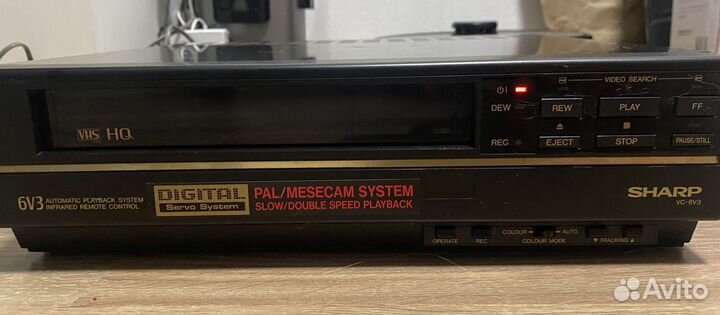 VIDEO SEARCH
DEW REW PLAY FF
VHS HQ
REC EJECT STOP PAUSE/STILL
6V3 AUTOMATIC PLAYBACK SYSTEM
INFRARED REMOTE CONTROL
DIGITAL
Servo System
PAL/MESECAM SYSTEM
SLOW/DOUBLE SPEED PLAYBACK
SHARP
VC-6V3
OPERATE REC COLOUR AUTO
COLOUR MODE
▼ TRACKING ▲
Avito